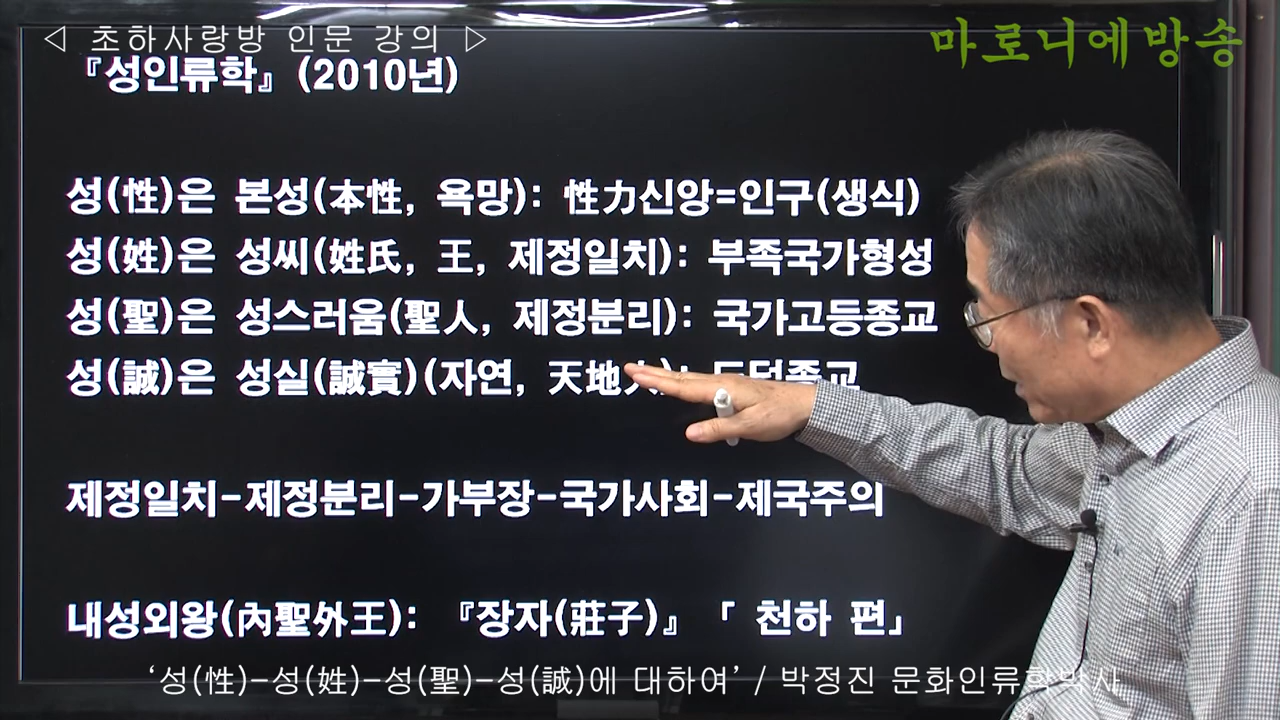 ◁ 초하사랑방 인문 강의 ▷
마로니에방송
『성인류학』(2010년)
성(性)은 본성(本性, 욕망): 性力신앙=인구(생식)
성(姓)은 성씨(姓氏, 王, 제정일치): 부족국가형성
성(聖)은 성스러움(聖人, 제정분리): 국가고등종교
성(誠)은 성실(誠實)(자연, 天地人): 도덕종교
제정일치-제정분리-가부장-국가사회-제국주의
내성외왕(內聖外王): 『장자(莊子)』 「 천하 편」
‘성(性)-성(姓)-성(聖)-성(誠)에 대하여’ / 박정진 문화인류학박사